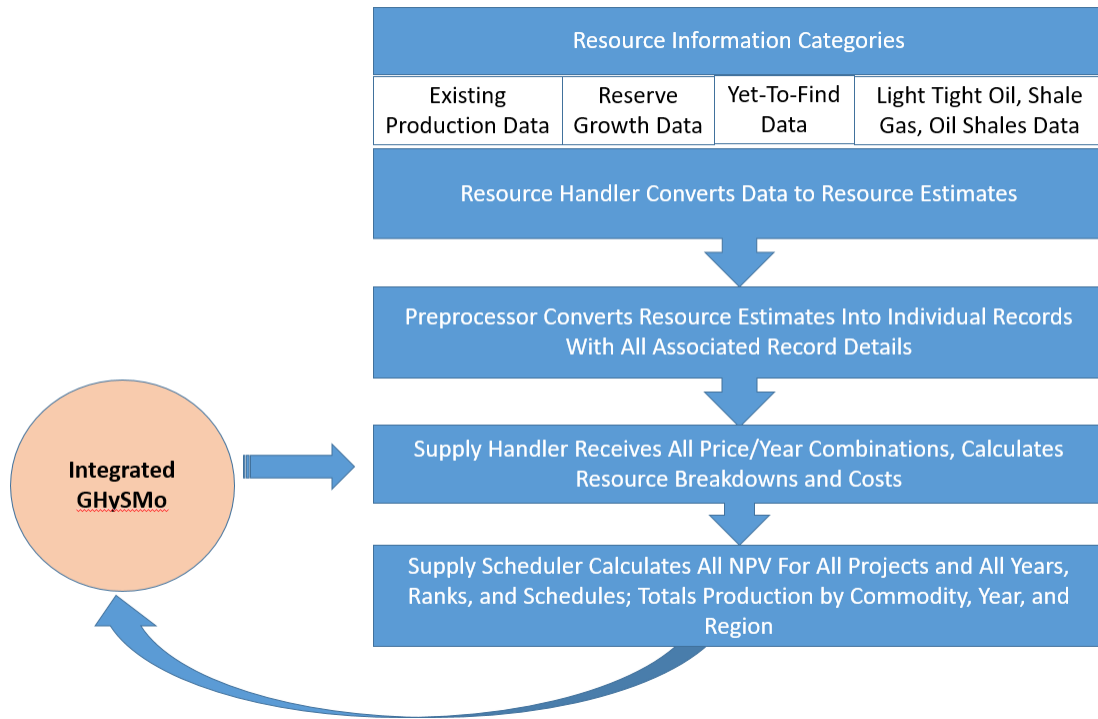 Resource Information Categories
Existing
Production Data
Reserve
Growth Data
Yet-To-Find
Data
Light Tight Oil, Shale
Gas, Oil Shales Data
Resource Handler Converts Data to Resource Estimates
Preprocessor Converts Resource Estimates Into Individual Records
With All Associated Record Details
Supply Handler Receives All Price/Year Combinations, Calculates
Resource Breakdowns and Costs
Integrated
GHySMo
Supply Scheduler Calculates All NPV For All Projects and All Years,
Ranks, and Schedules; Totals Production by Commodity, Year, and
Region